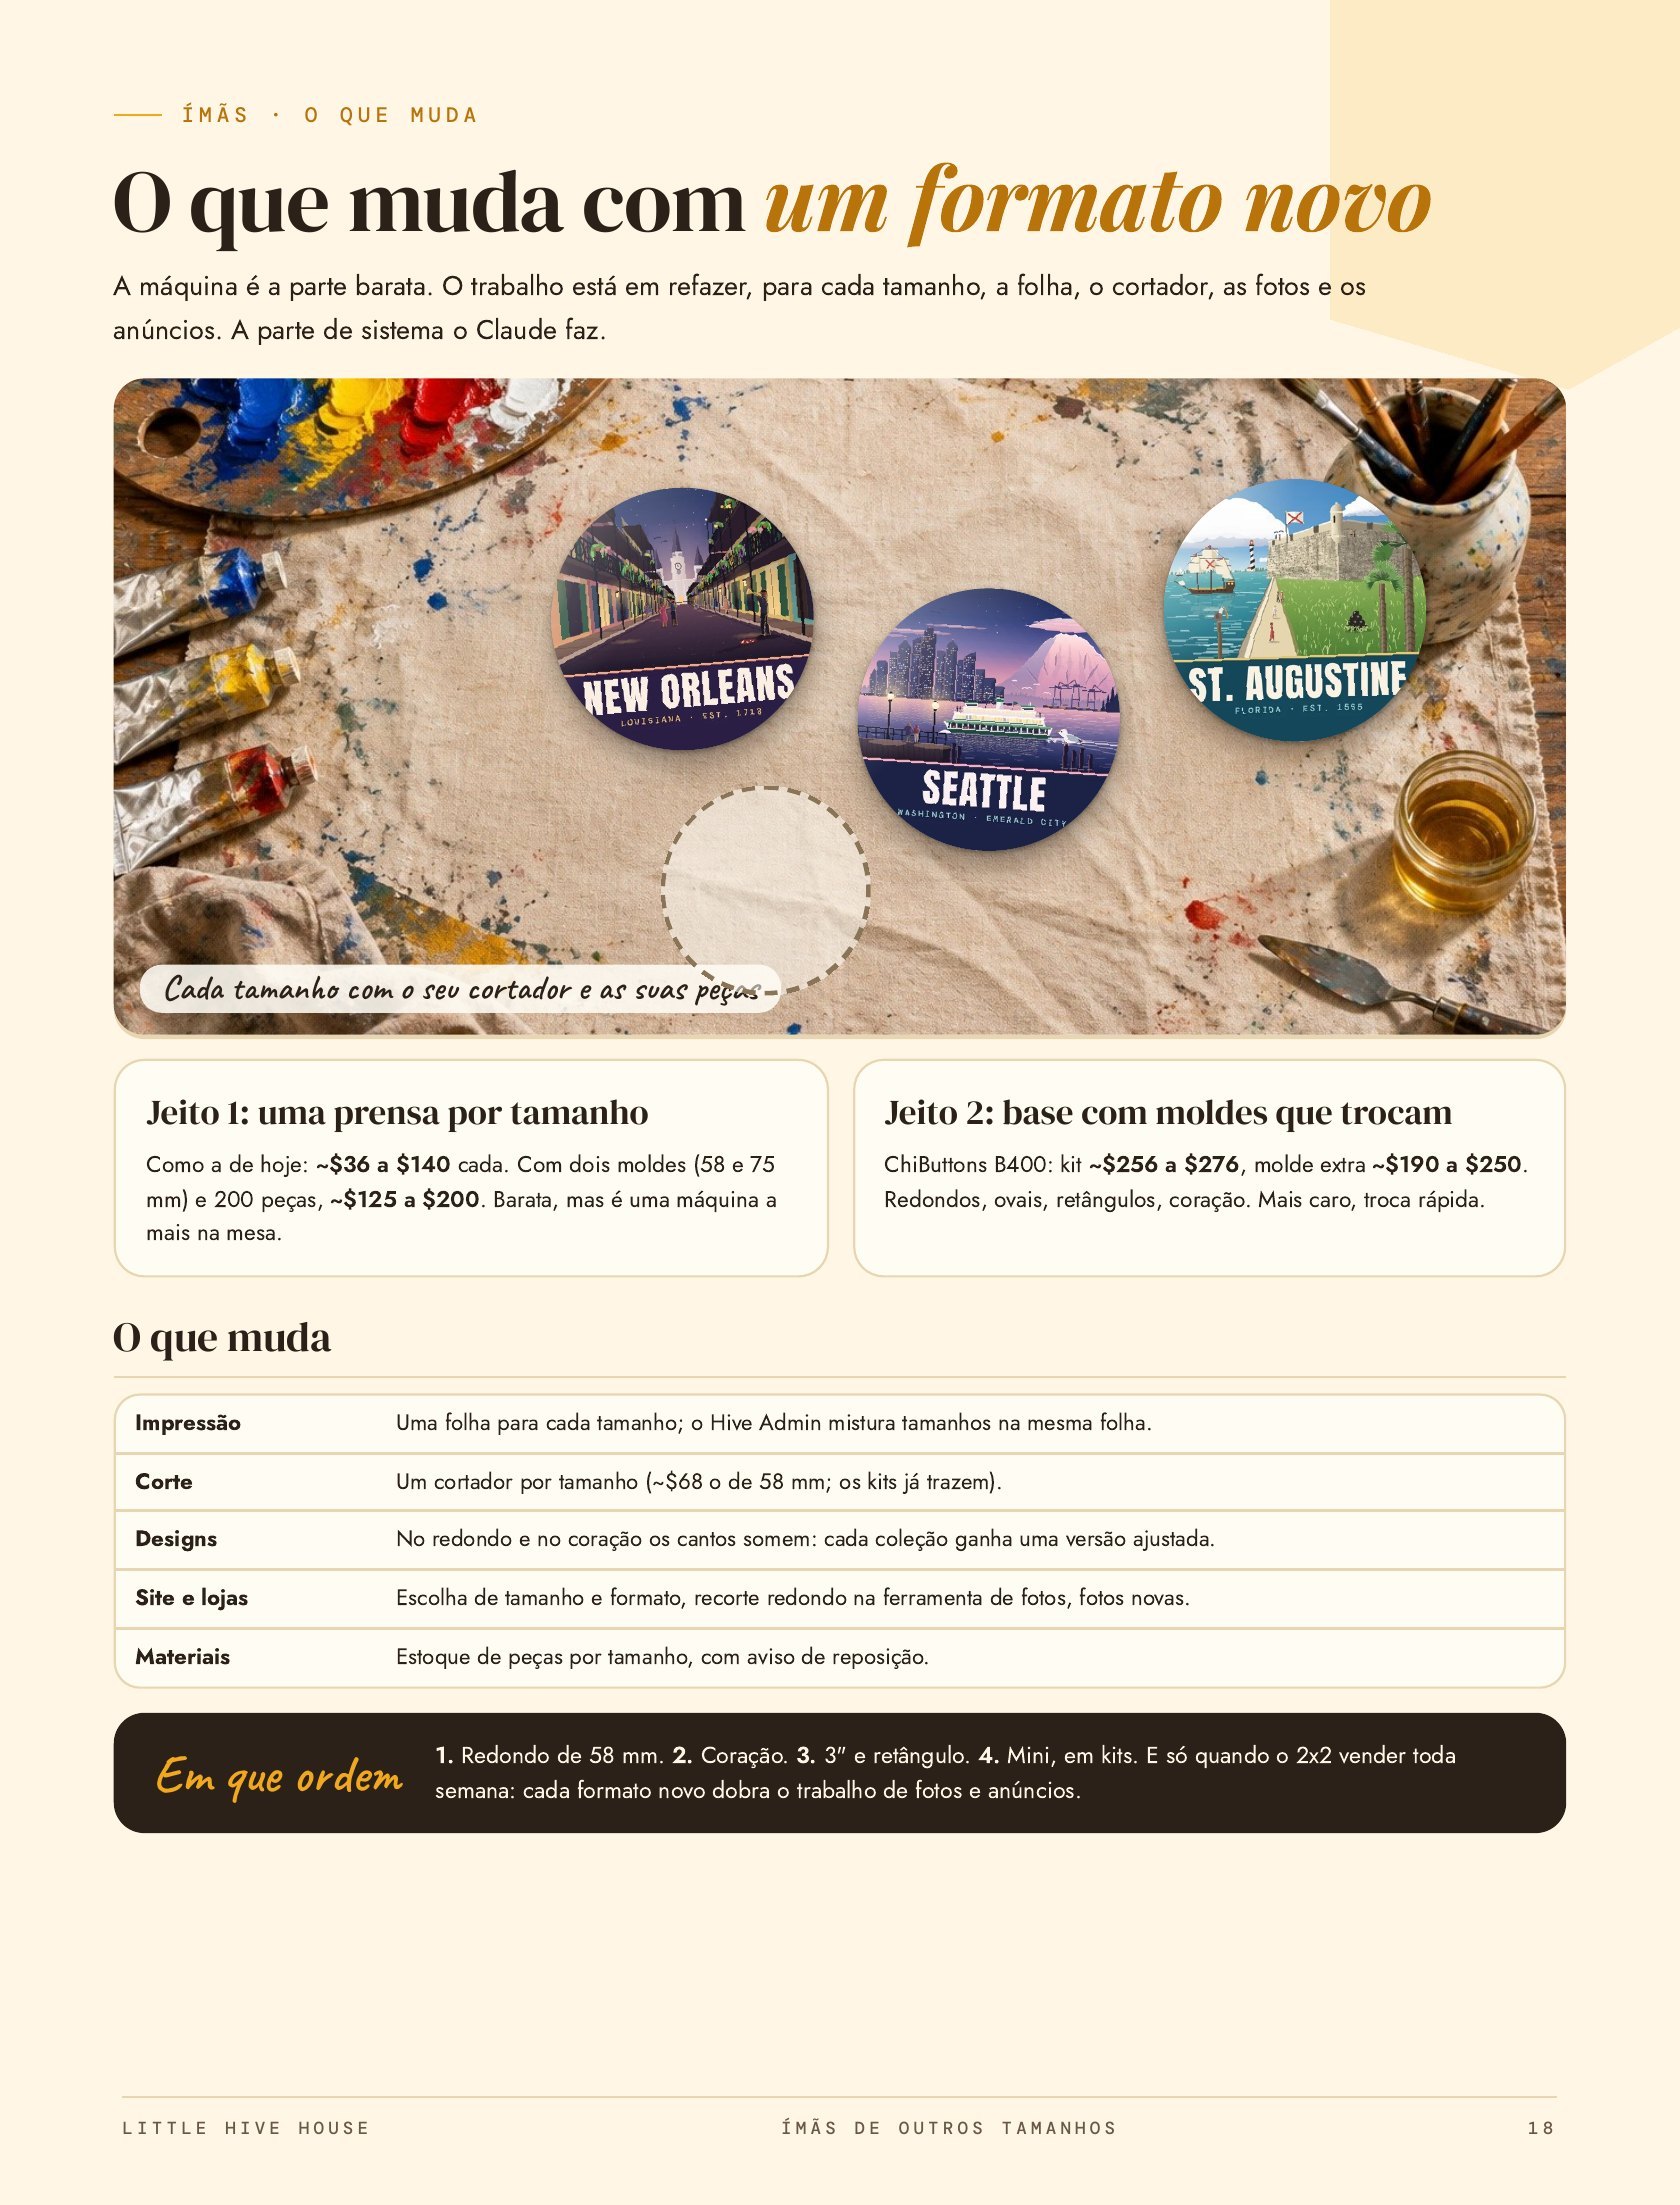 ÍMÃS · O QUE MUDA
O que muda com um formato novo
A máquina é a parte barata. O trabalho está em refazer, para cada tamanho, a folha, o cortador, as fotos e os
anúncios. A parte de sistema o Claude faz.
NEW ORLEANS
LOUISIANA · EST. 1718
SEATTLE
WASHINGTON · EMERALD CITY
ST. AUGUSTINE
FLORIDA · EST. 1565
Cada tamanho com o seu cortador e as suas peças
Jeito 1: uma prensa por tamanho
Como a de hoje: ~$36 a $140 cada. Com dois moldes (58 e 75
mm) e 200 peças, ~$125 a $200. Barata, mas é uma máquina a
mais na mesa.
Jeito 2: base com moldes que trocam
ChiButtons B400: kit ~$256 a $276, molde extra ~$190 a $250.
Redondos, ovais, retângulos, coração. Mais caro, troca rápida.
O que muda
Impressão Uma folha para cada tamanho; o Hive Admin mistura tamanhos na mesma folha.
Corte Um cortador por tamanho (~$68 o de 58 mm; os kits já trazem).
Designs No redondo e no coração os cantos somem: cada coleção ganha uma versão ajustada.
Site e lojas Escolha de tamanho e formato, recorte redondo na ferramenta de fotos, fotos novas.
Materiais Estoque de peças por tamanho, com aviso de reposição.
Em que ordem
1. Redondo de 58 mm. 2. Coração. 3. 3" e retângulo. 4. Mini, em kits. E só quando o 2x2 vender toda
semana: cada formato novo dobra o trabalho de fotos e anúncios.
LITTLE HIVE HOUSE
ÍMÃS DE OUTROS TAMANHOS
18